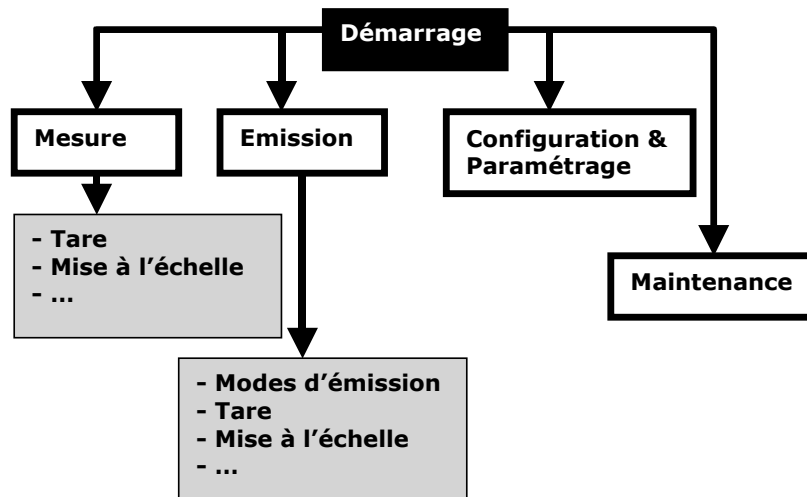 Démarrage
Mesure
Emission
Configuration &
Paramétrage
- Tare
- Mise à l’échelle
- ...
Maintenance
- Modes d’émission
- Tare
- Mise à l’échelle
- ...